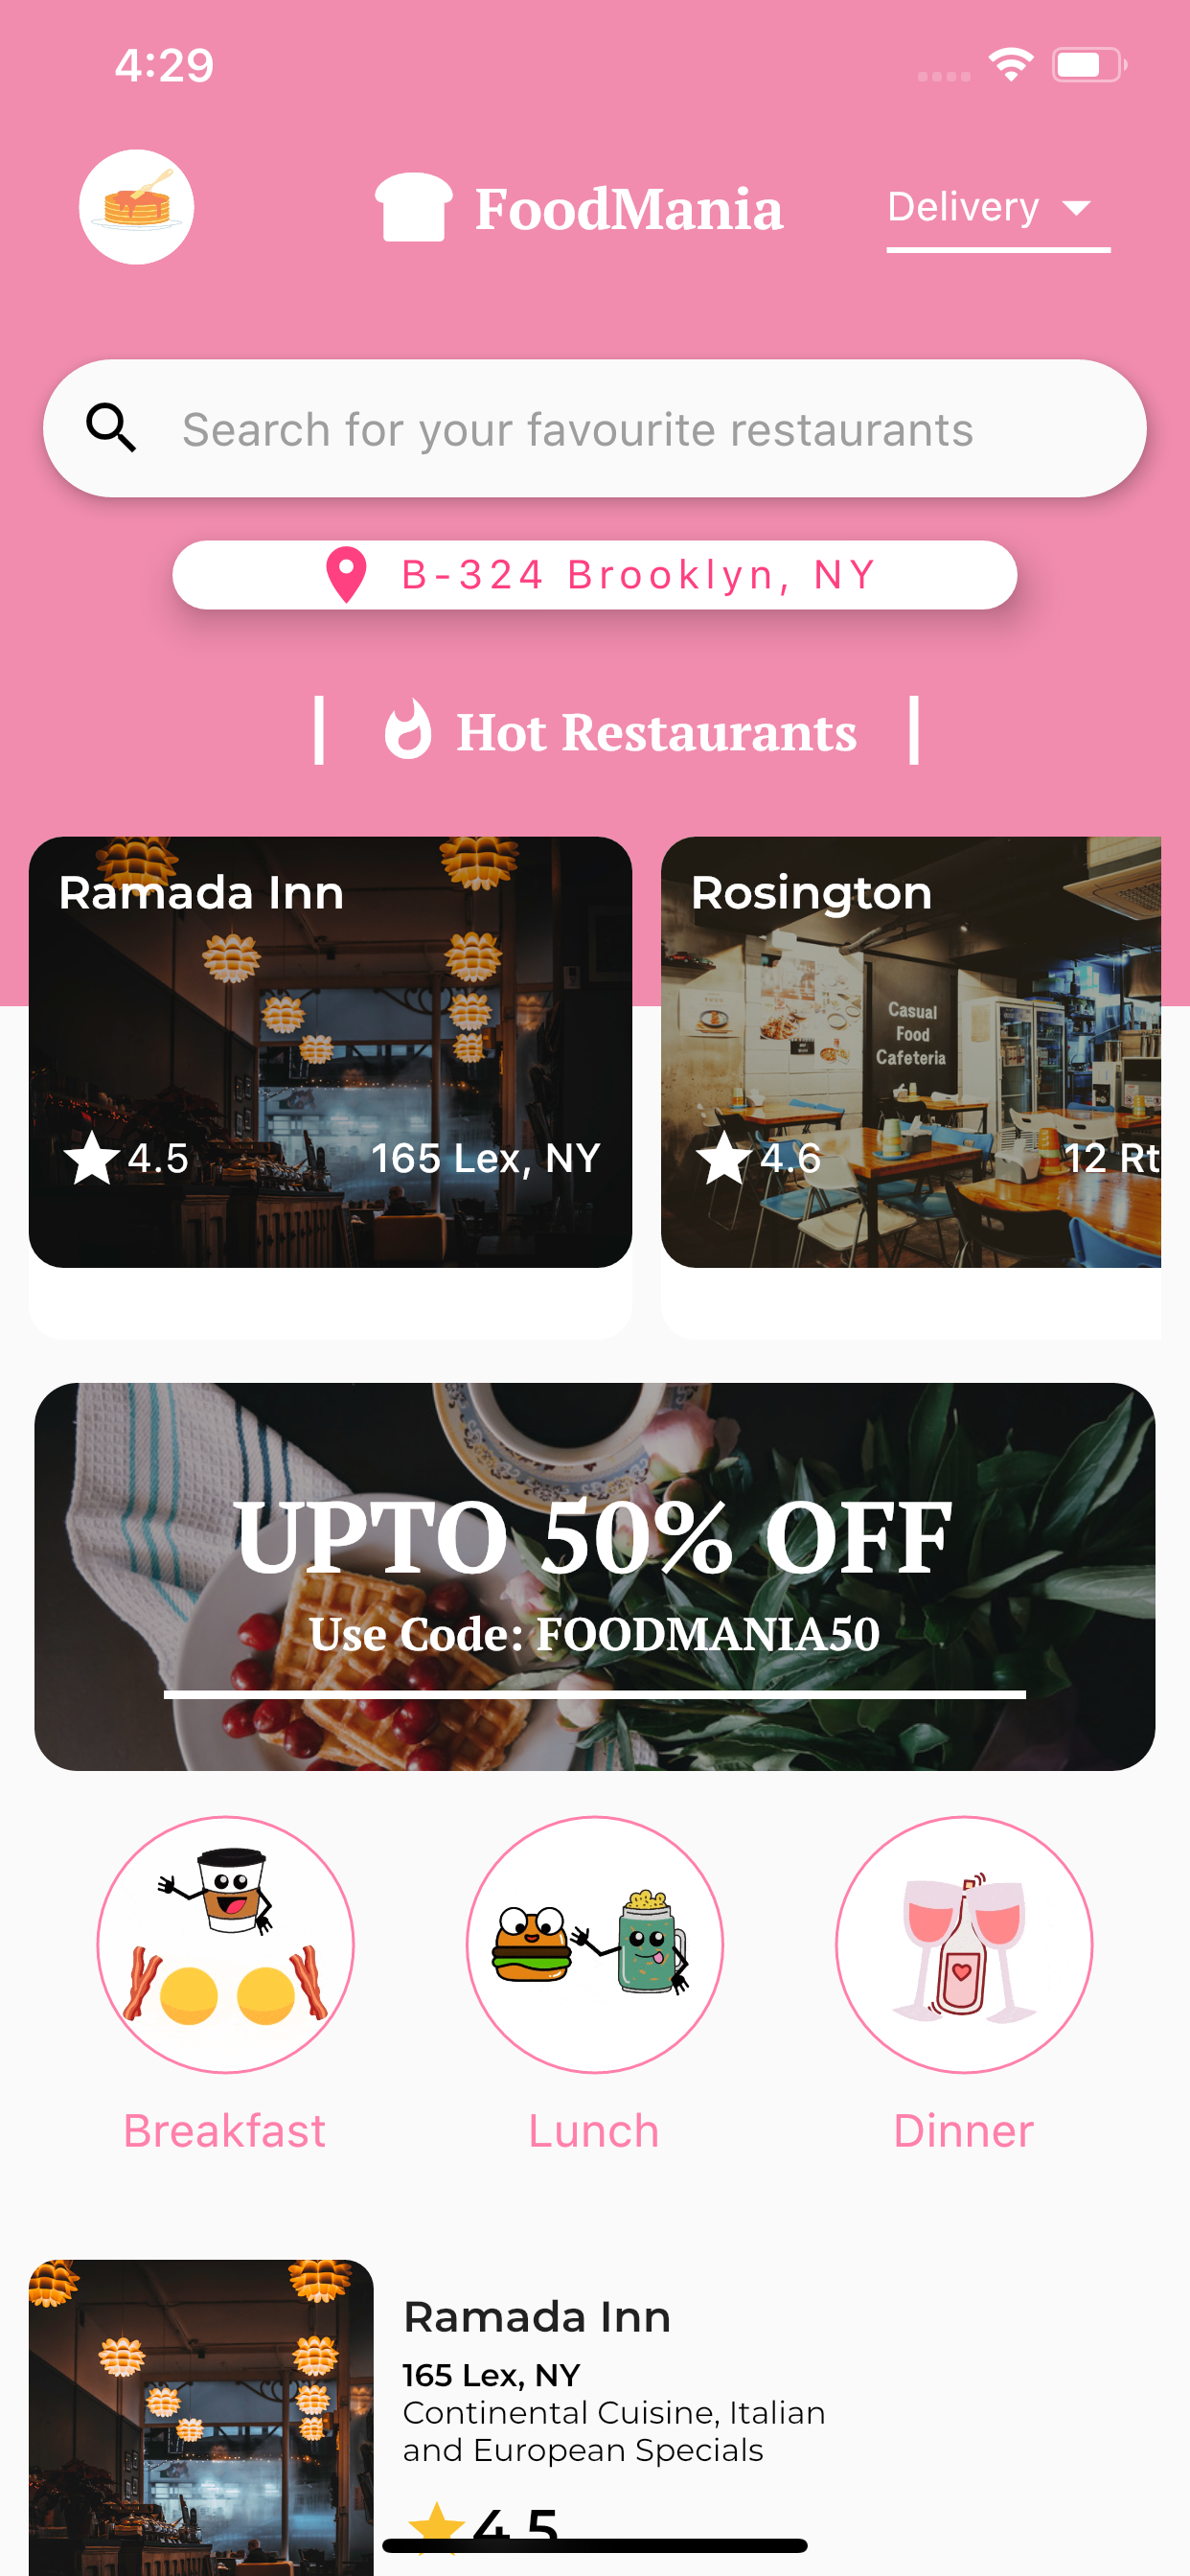 4:29
FoodMania
Delivery
Search for your favourite restaurants
B-324 Brooklyn, NY
Hot Restaurants
Ramada Inn
4.5
165 Lex, NY
Rosington
Casual
Food
Cafeteria
4.6
12 Rt
UPTO 50% OFF
Use Code: FOODMANIA50
Breakfast
Lunch
Dinner
Ramada Inn
165 Lex, NY
Continental Cuisine, Italian
and European Specials
4.5